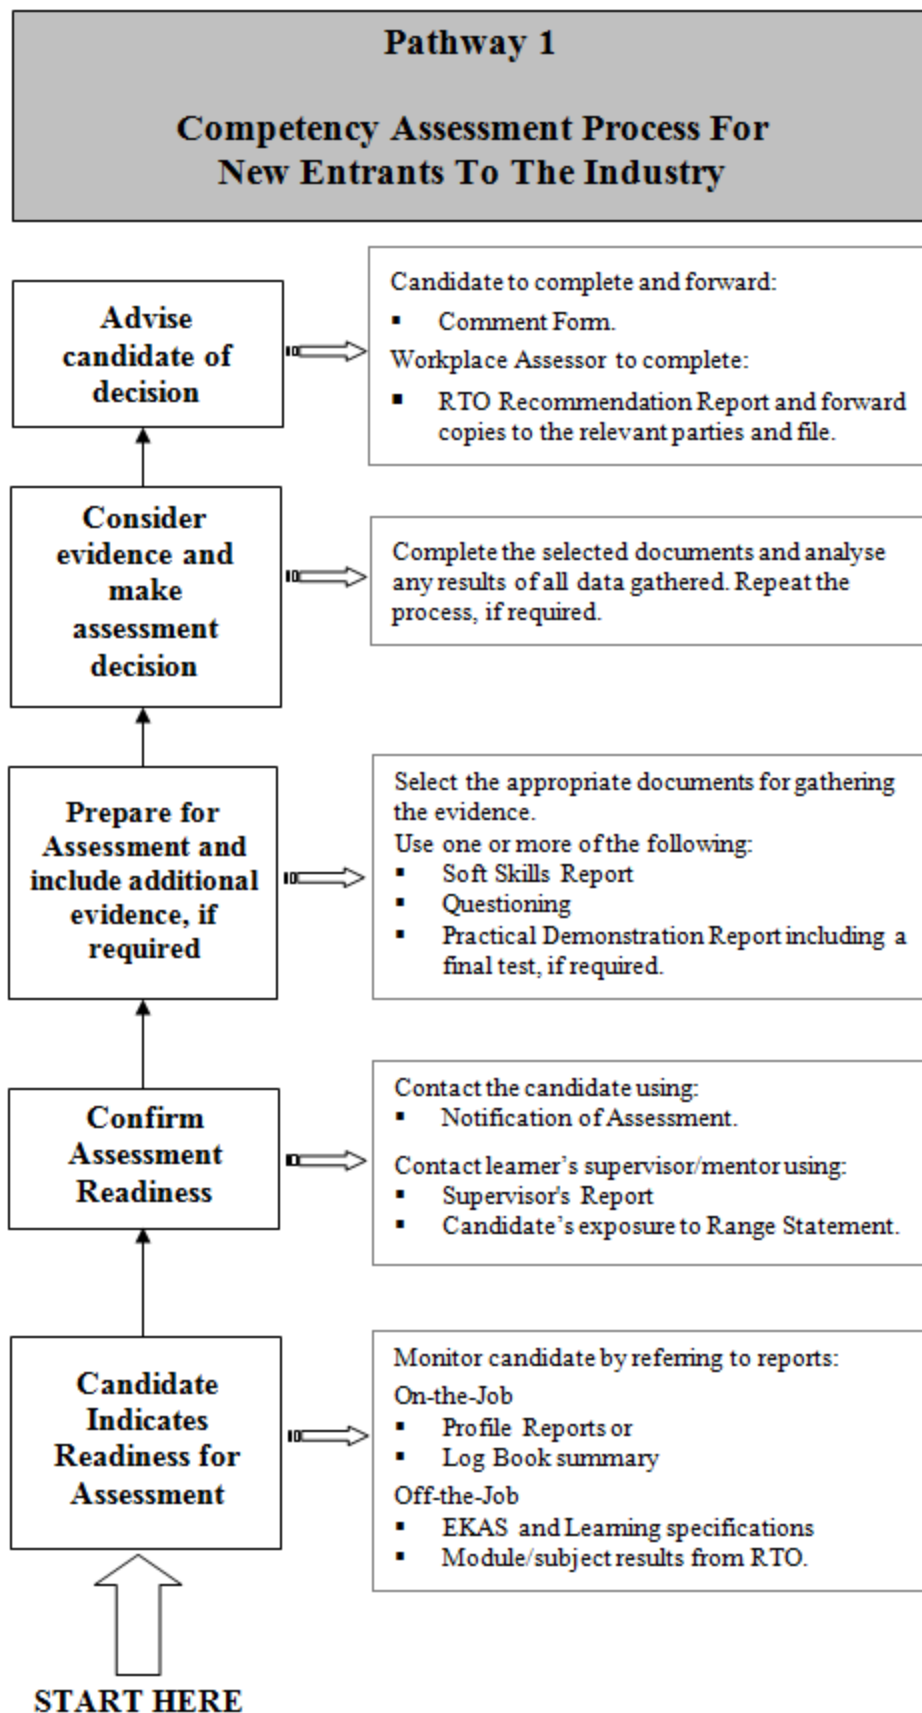 Pathway 1
Competency Assessment Process For
New Entrants To The Industry
Advise
candidate of
decision
Candidate to complete and forward:
▪ Comment Form.
Workplace Assessor to complete:
▪ RTO Recommendation Report and forward
copies to the relevant parties and file.
Consider
evidence and
make
assessment
decision
Complete the selected documents and analyse
any results of all data gathered. Repeat the
process, if required.
Prepare for
Assessment and
include additional
evidence, if
required
Select the appropriate documents for gathering
the evidence.
Use one or more of the following:
▪ Soft Skills Report
▪ Questioning
▪ Practical Demonstration Report including a
final test, if required.
Confirm
Assessment
Readiness
Contact the candidate using:
▪ Notification of Assessment.
Contact learner’s supervisor/mentor using:
▪ Supervisor's Report
▪ Candidate’s exposure to Range Statement.
Candidate
Indicates
Readiness for
Assessment
Monitor candidate by referring to reports:
On-the-Job
▪ Profile Reports or
▪ Log Book summary
Off-the-Job
▪ EKAS and Learning specifications
▪ Module/subject results from RTO.
START HERE